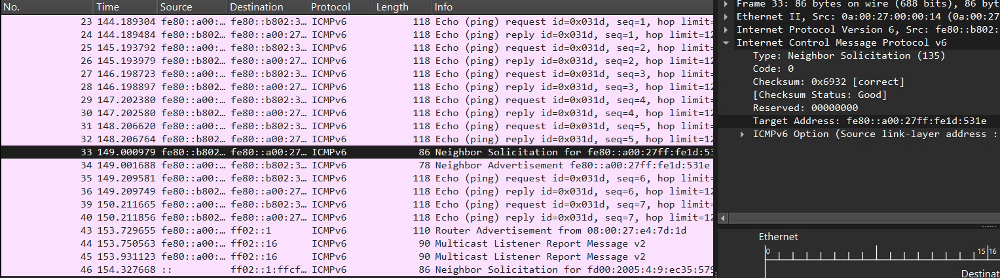 No. Time Source Destination Protocol Length Info
23 144.189304 fe80::a00:… fe80::b802:3… ICMPv6 118 Echo (ping) request id=0x031d, seq=1, hop limit=
24 144.189484 fe80::b802… fe80::a00:27… ICMPv6 118 Echo (ping) reply id=0x031d, seq=1, hop limit=12
25 145.193792 fe80::a00:… fe80::b802:3… ICMPv6 118 Echo (ping) request id=0x031d, seq=2, hop limit=
26 145.193979 fe80::b802… fe80::a00:27… ICMPv6 118 Echo (ping) reply id=0x031d, seq=2, hop limit=12
27 146.198723 fe80::a00:… fe80::b802:3… ICMPv6 118 Echo (ping) request id=0x031d, seq=3, hop limit=
28 146.198897 fe80::b802… fe80::a00:27… ICMPv6 118 Echo (ping) reply id=0x031d, seq=3, hop limit=12
29 147.202380 fe80::a00:… fe80::b802:3… ICMPv6 118 Echo (ping) request id=0x031d, seq=4, hop limit=
30 147.202580 fe80::b802… fe80::a00:27… ICMPv6 118 Echo (ping) reply id=0x031d, seq=4, hop limit=12
31 148.206620 fe80::a00:… fe80::b802:3… ICMPv6 118 Echo (ping) request id=0x031d, seq=5, hop limit=
32 148.206764 fe80::b802… fe80::a00:27… ICMPv6 118 Echo (ping) reply id=0x031d, seq=5, hop limit=12
33 149.000979 fe80::b802… fe80::a00:27… ICMPv6 86 Neighbor Solicitation for fe80::a00:27ff:fe1d:53
34 149.001688 fe80::a00:… fe80::b802:3… ICMPv6 78 Neighbor Advertisement fe80::a00:27ff:fe1d:531e
35 149.209581 fe80::a00:… fe80::b802:3… ICMPv6 118 Echo (ping) request id=0x031d, seq=6, hop limit=
36 149.209749 fe80::b802… fe80::a00:27… ICMPv6 118 Echo (ping) reply id=0x031d, seq=6, hop limit=12
39 150.211665 fe80::a00:… fe80::b802:3… ICMPv6 118 Echo (ping) request id=0x031d, seq=7, hop limit=
40 150.211856 fe80::b802… fe80::a00:27… ICMPv6 118 Echo (ping) reply id=0x031d, seq=7, hop limit=12
43 153.729655 fe80::a00:… ff02::1 ICMPv6 110 Router Advertisement from 08:00:27:e4:7d:1d
44 153.750563 fe80::a00:… ff02::16 ICMPv6 90 Multicast Listener Report Message v2
45 153.931123 fe80::a00:… ff02::16 ICMPv6 90 Multicast Listener Report Message v2
46 154.327668 :: ff02::1:ffcf… ICMPv6 86 Neighbor Solicitation for fd00:2005:4:9:ec35:579
Frame 33: 86 bytes on wire (688 bits), 86 byt
Ethernet II, Src: 0a:00:27:00:00:14 (0a:00:27
Internet Protocol Version 6, Src: fe80::b802:
Internet Control Message Protocol v6
Type: Neighbor Solicitation (135)
Code: 0
Checksum: 0x6932 [correct]
[Checksum Status: Good]
Reserved: 00000000
Target Address: fe80::a00:27ff:fe1d:531e
ICMPv6 Option (Source link-layer address :
Ethernet
0 15 16
Destinat